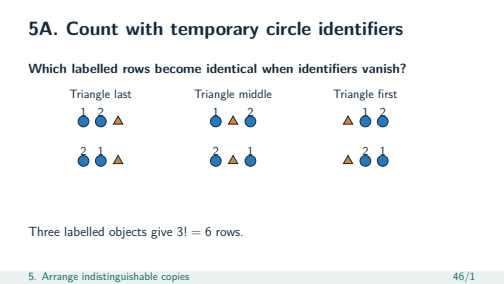 5A. Count with temporary circle identifiers
Which labelled rows become identical when identifiers vanish?
Triangle last Triangle middle Triangle first
1 2 1 2 1 2
2 1 2 1 2 1
Three labelled objects give 3! = 6 rows.
5. Arrange indistinguishable copies 46/1